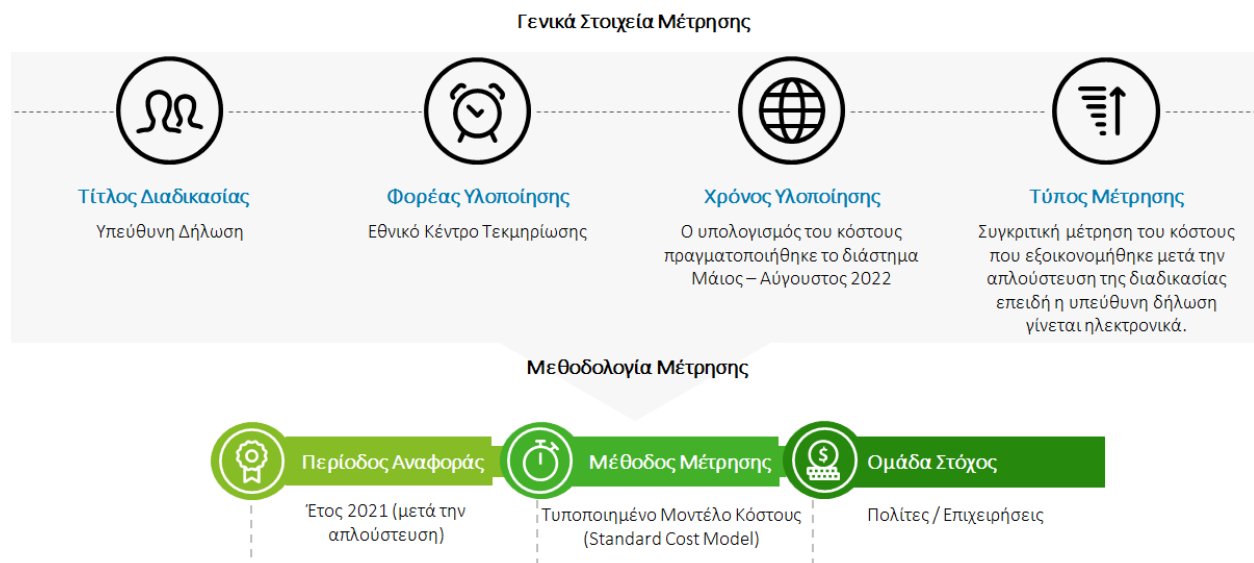 Γενικά Στοιχεία Μέτρησης
Τίτλος Διαδικασίας
Υπεύθυνη Δήλωση
Φορέας Υλοποίησης
Εθνικό Κέντρο Τεκμηρίωσης
Χρόνος Υλοποίησης
Ο υπολογισμός του κόστους
πραγματοποιήθηκε το διάστημα
Μάιος – Αύγουστος 2022
Τύπος Μέτρησης
Συγκριτική μέτρηση του κόστους
που εξοικονομήθηκε μετά την
απλούστευση της διαδικασίας
επειδή η υπεύθυνη δήλωση
γίνεται ηλεκτρονικά.
Μεθοδολογία Μέτρησης
Περίοδος Αναφοράς
Έτος 2021 (μετά την
απλούστευση)
Μέθοδος Μέτρησης
Τυποποιημένο Μοντέλο Κόστους
(Standard Cost Model)
Ομάδα Στόχος
Πολίτες / Επιχειρήσεις